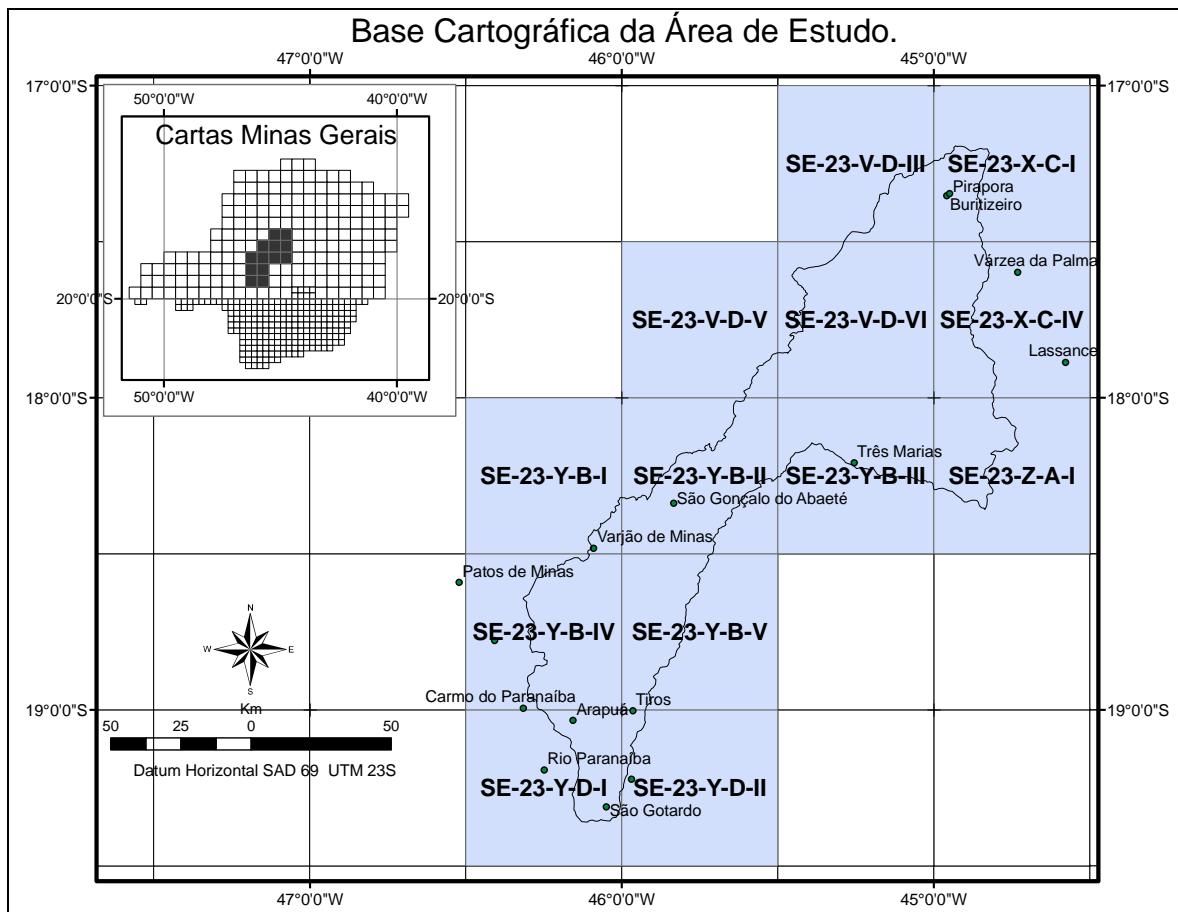 Base Cartográfica da Área de Estudo.
47°0'0"W 46°0'0"W 45°0'0"W
17°0'0"S 17°0'0"S
50°0'0"W 40°0'0"W
Cartas Minas Gerais
20°0'0"S 20°0'0"S
50°0'0"W 40°0'0"W
SE-23-V-D-III SE-23-X-C-I
Pirapora
Buritizeiro
Várzea da Palma
SE-23-V-D-V SE-23-V-D-VI SE-23-X-C-IV
Lassance
18°0'0"S 18°0'0"S
Três Marias
SE-23-Y-B-I SE-23-Y-B-II SE-23-Y-B-III SE-23-Z-A-I
São Gonçalo do Abaeté
Varjão de Minas
Patos de Minas
N
W E
S
SE-23-Y-B-IV SE-23-Y-B-V
Carmo do Paranaíba
Arapuá
Tiros
19°0'0"S 19°0'0"S
Km
50 25 0 50
Datum Horizontal SAD 69 UTM 23S
Rio Paranaíba
SE-23-Y-D-I SE-23-Y-D-II
São Gotardo
47°0'0"W 46°0'0"W 45°0'0"W